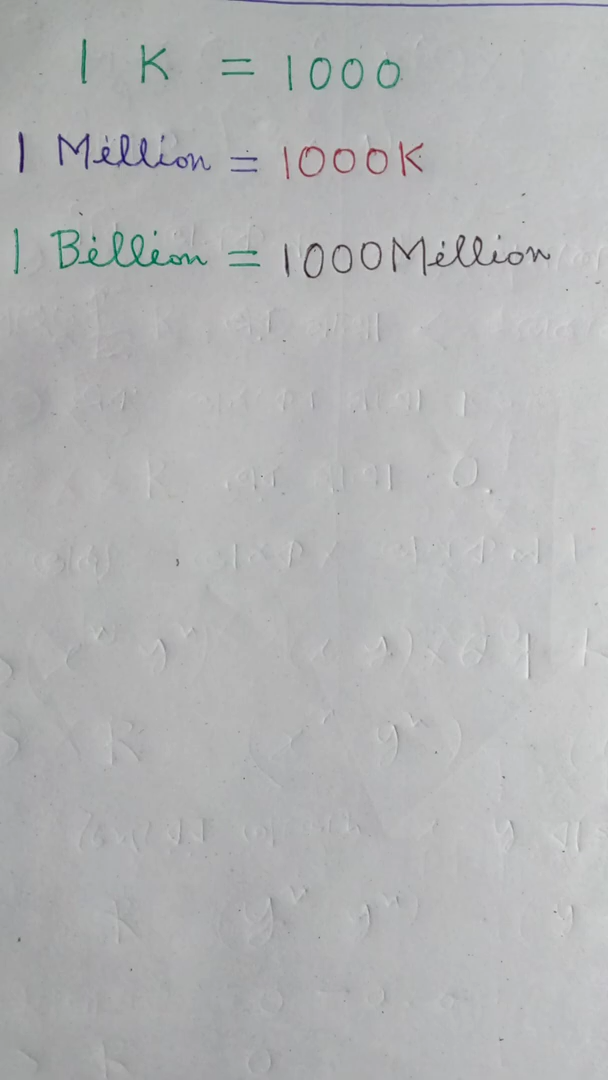 1 K = 1000
1 Million = 1000K
1 Billion = 1000Million